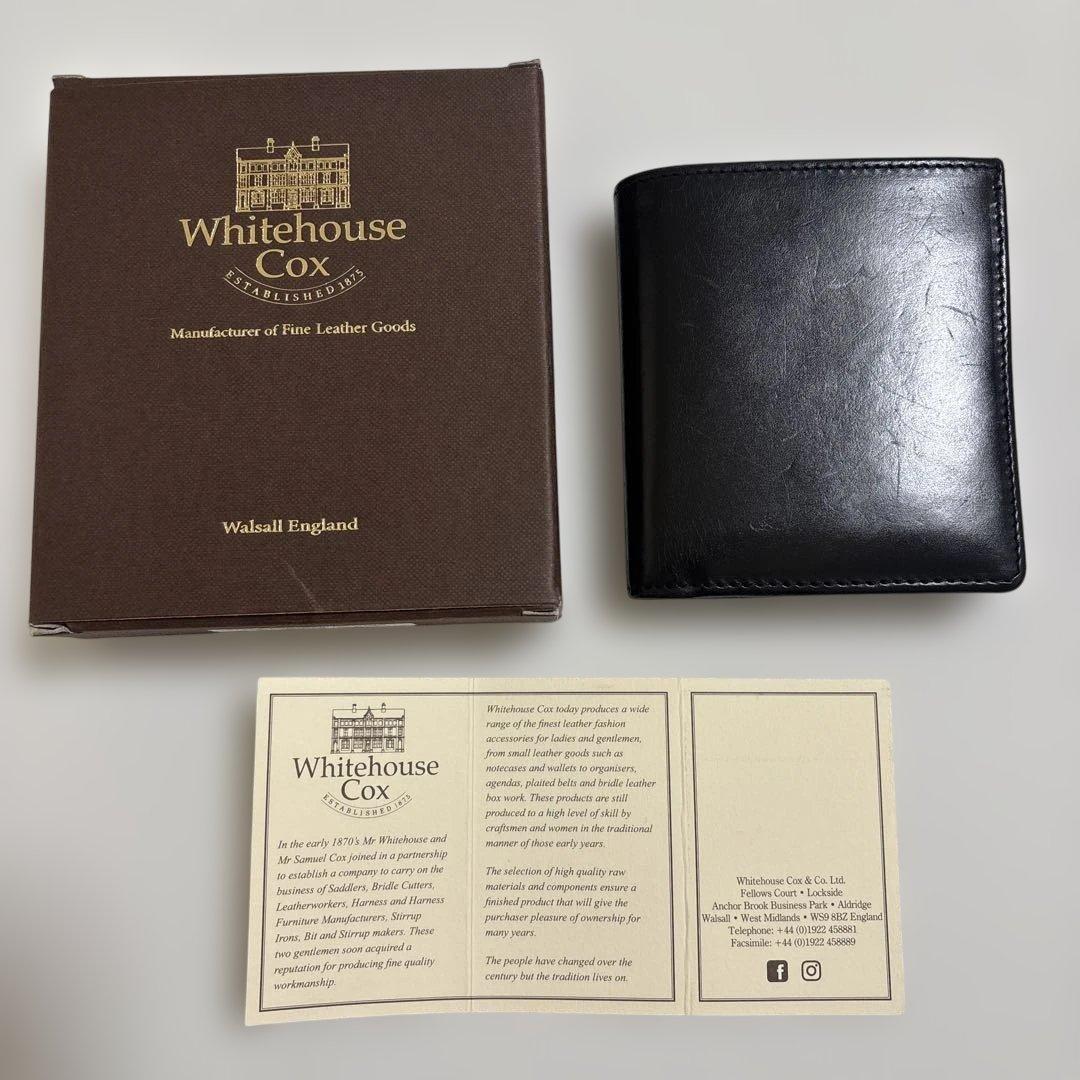 Whitehouse
Cox
ESTABLISHED 1875
Manufacturer of Fine Leather Goods
Walsall England
Whitehouse
Cox
ESTABLISHED 1875
In the early 1870's Mr Whitehouse and
Mr Samuel Cox joined in a partnership
to establish a company to carry on the
business of Saddlers, Bridle Cutters,
Leatherworkers, Harness and Harness
Furniture Manufacturers, Stirrup
Irons, Bit and Stirrup makers. These
two gentlemen soon acquired a
reputation for producing fine quality
workmanship.
Whitehouse Cox today produces a wide
range of the finest leather fashion
accessories for ladies and gentlemen,
from small leather goods such as
notecases and wallets to organisers,
agendas, plaited belts and bridle leather
box work. These products are still
produced to a high level of skill by
craftsmen and women in the traditional
manner of those early years.
The selection of high quality raw
materials and components ensure a
finished product that will give the
purchaser pleasure of ownership for
many years.
The people have changed over the
century but the tradition lives on.
Whitehouse Cox & Co. Ltd.
Fellows Court • Lockside
Anchor Brook Business Park • Aldridge
Walsall • West Midlands • WS9 8BZ England
Telephone: +44 (0)1922 458881
Facsimile: +44 (0)1922 458889